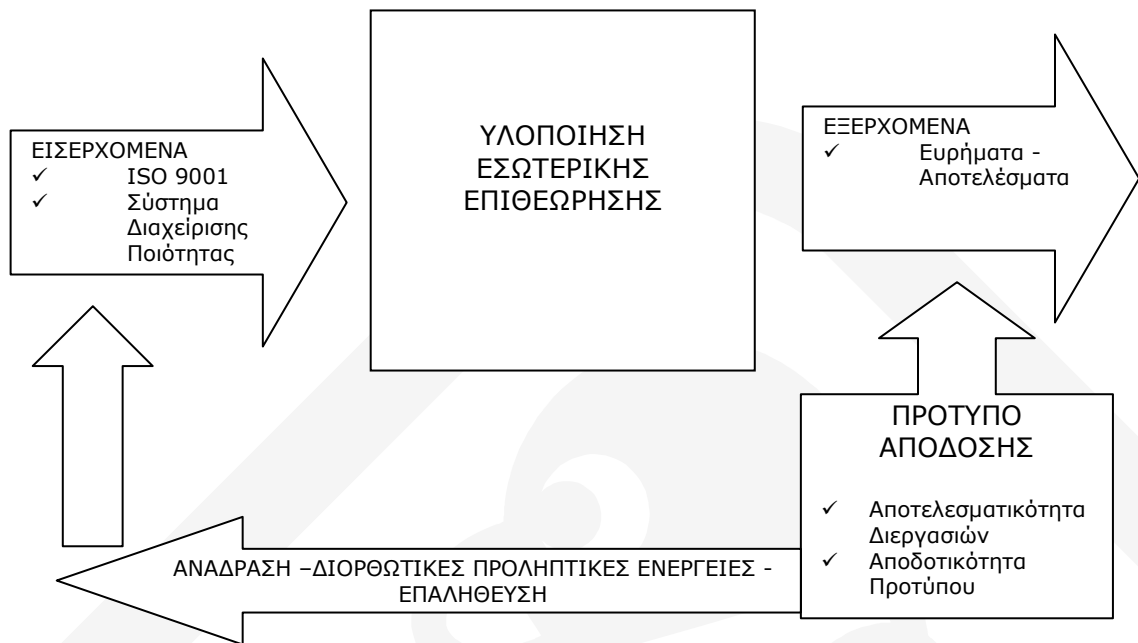 ΕΙΣΕΡΧΟΜΕΝΑ
✓ ISO 9001
✓ Σύστημα
Διαχείρισης
Ποιότητας
ΥΛΟΠΟΙΗΣΗ
ΕΣΩΤΕΡΙΚΗΣ
ΕΠΙΘΕΩΡΗΣΗΣ
ΕΞΕΡΧΟΜΕΝΑ
✓ Ευρήματα -
Αποτελέσματα
ΠΡΟΤΥΠΟ
ΑΠΟΔΟΣΗΣ
✓ Αποτελεσματικότητα
Διεργασιών
✓ Αποδοτικότητα
Προτύπου
ΑΝΑΔΡΑΣΗ –ΔΙΟΡΘΩΤΙΚΕΣ ΠΡΟΛΗΠΤΙΚΕΣ ΕΝΕΡΓΕΙΕΣ -
ΕΠΑΛΗΘΕΥΣΗ